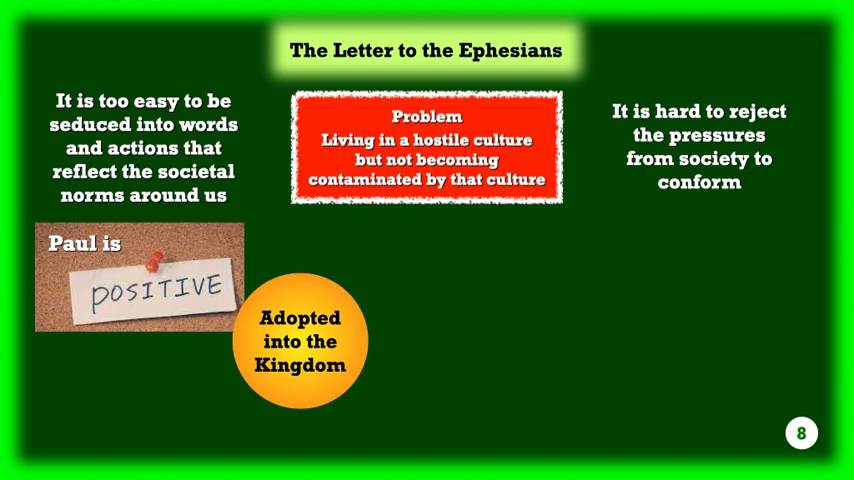 The Letter to the Ephesians
It is too easy to be
seduced into words
and actions that
reflect the societal
norms around us
Problem
Living in a hostile culture
but not becoming
contaminated by that culture
It is hard to reject
the pressures
from society to
conform
Paul is
POSITIVE
Adopted
into the
Kingdom
8